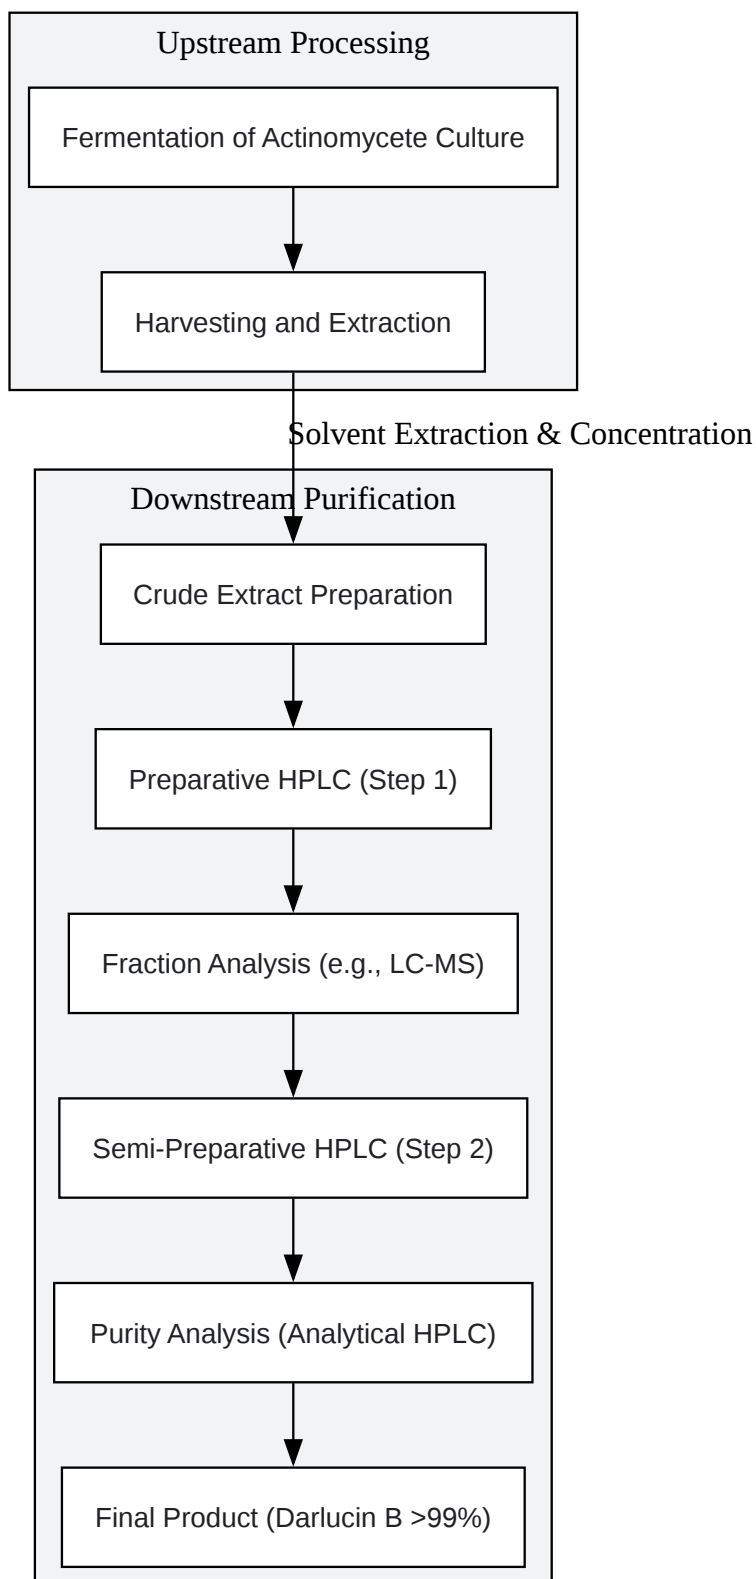 Upstream Processing
Fermentation of Actinomycete Culture
Harvesting and Extraction
Solvent Extraction & Concentration
Downstream Purification
Crude Extract Preparation
Preparative HPLC (Step 1)
Fraction Analysis (e.g., LC-MS)
Semi-Preparative HPLC (Step 2)
Purity Analysis (Analytical HPLC)
Final Product (Darlucin B >99%)